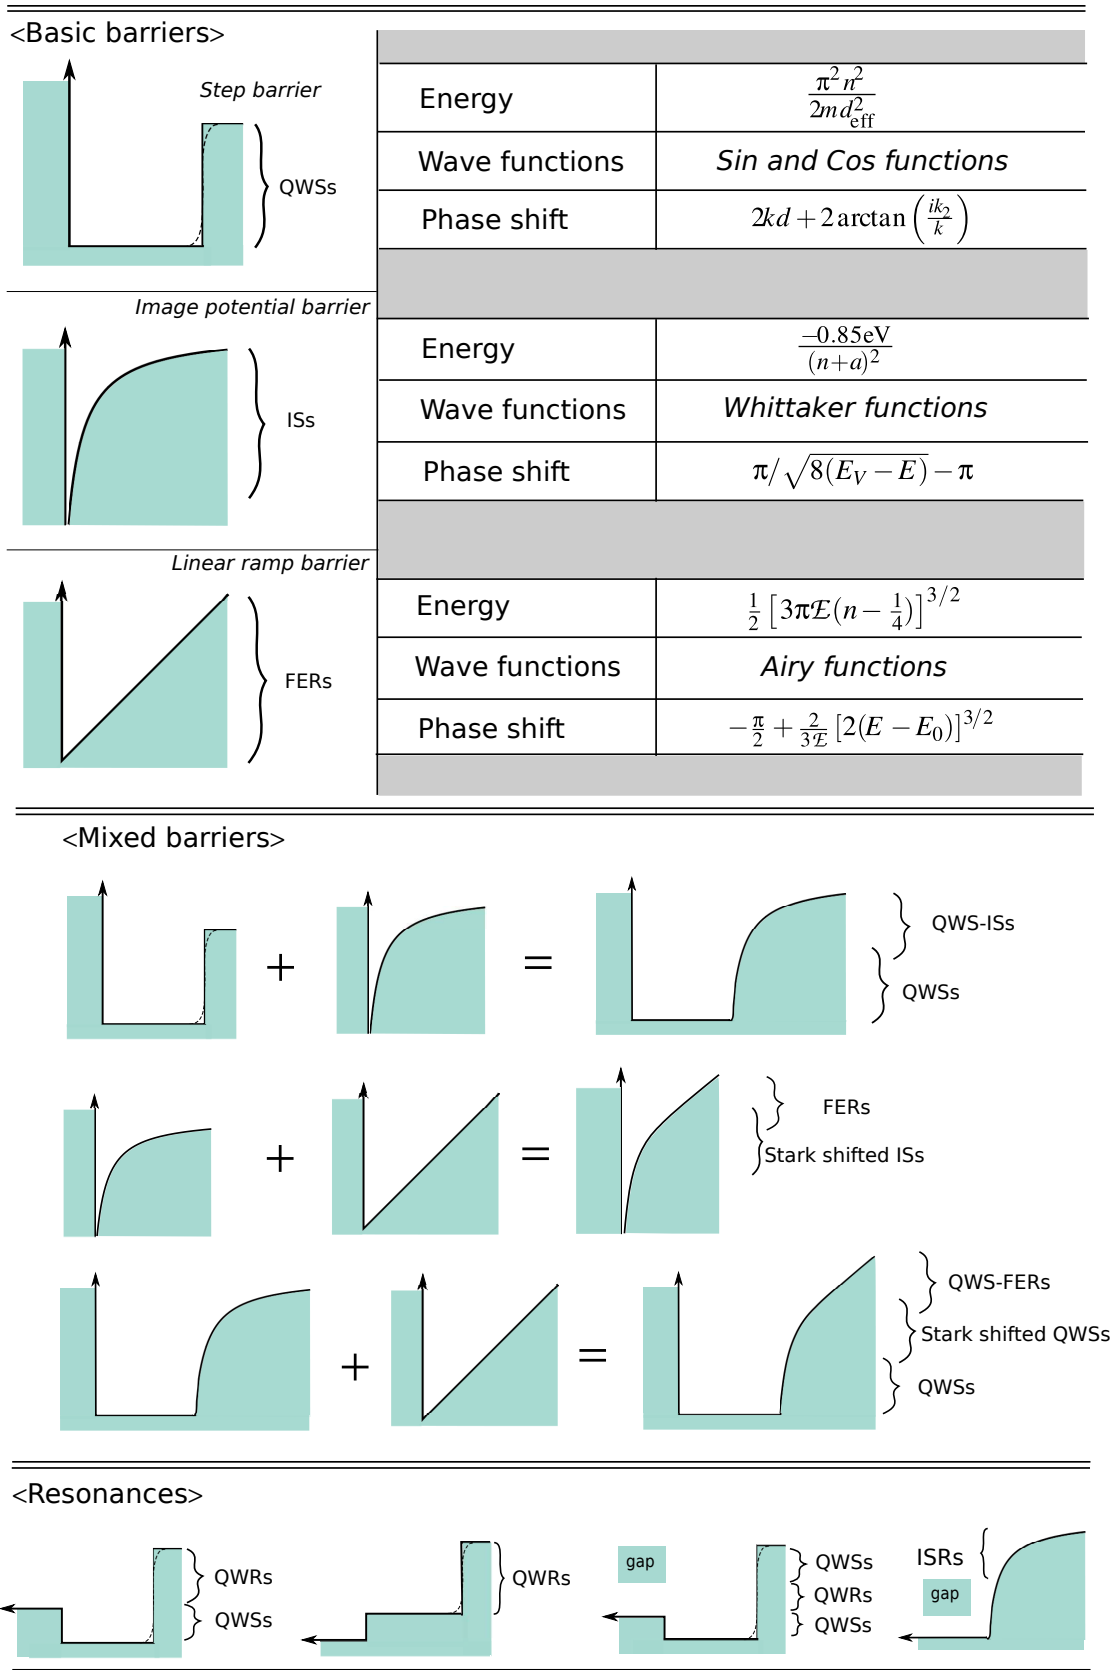 <Basic barriers>
Step barrier
QWSs
Energy π² n² / 2md²_eff
Wave functions Sin and Cos functions
Phase shift 2kd + 2 arctan (ik₂/k)
Image potential barrier
ISs
Energy −0.85eV / (n+a)²
Wave functions Whittaker functions
Phase shift π/√8(E_V − E) − π
Linear ramp barrier
FERs
Energy 1/2 [3πℰ(n − 1/4)]^3/2
Wave functions Airy functions
Phase shift −π/2 + 2/3ℰ [2(E − E₀)]^3/2
<Mixed barriers>
+ =
QWS-ISs
QWSs
+ =
FERs
Stark shifted ISs
+ =
QWS-FERs
Stark shifted QWSs
QWSs
<Resonances>
QWRs
QWSs
QWRs
gap
QWSs
QWRs
QWSs
ISRs
gap